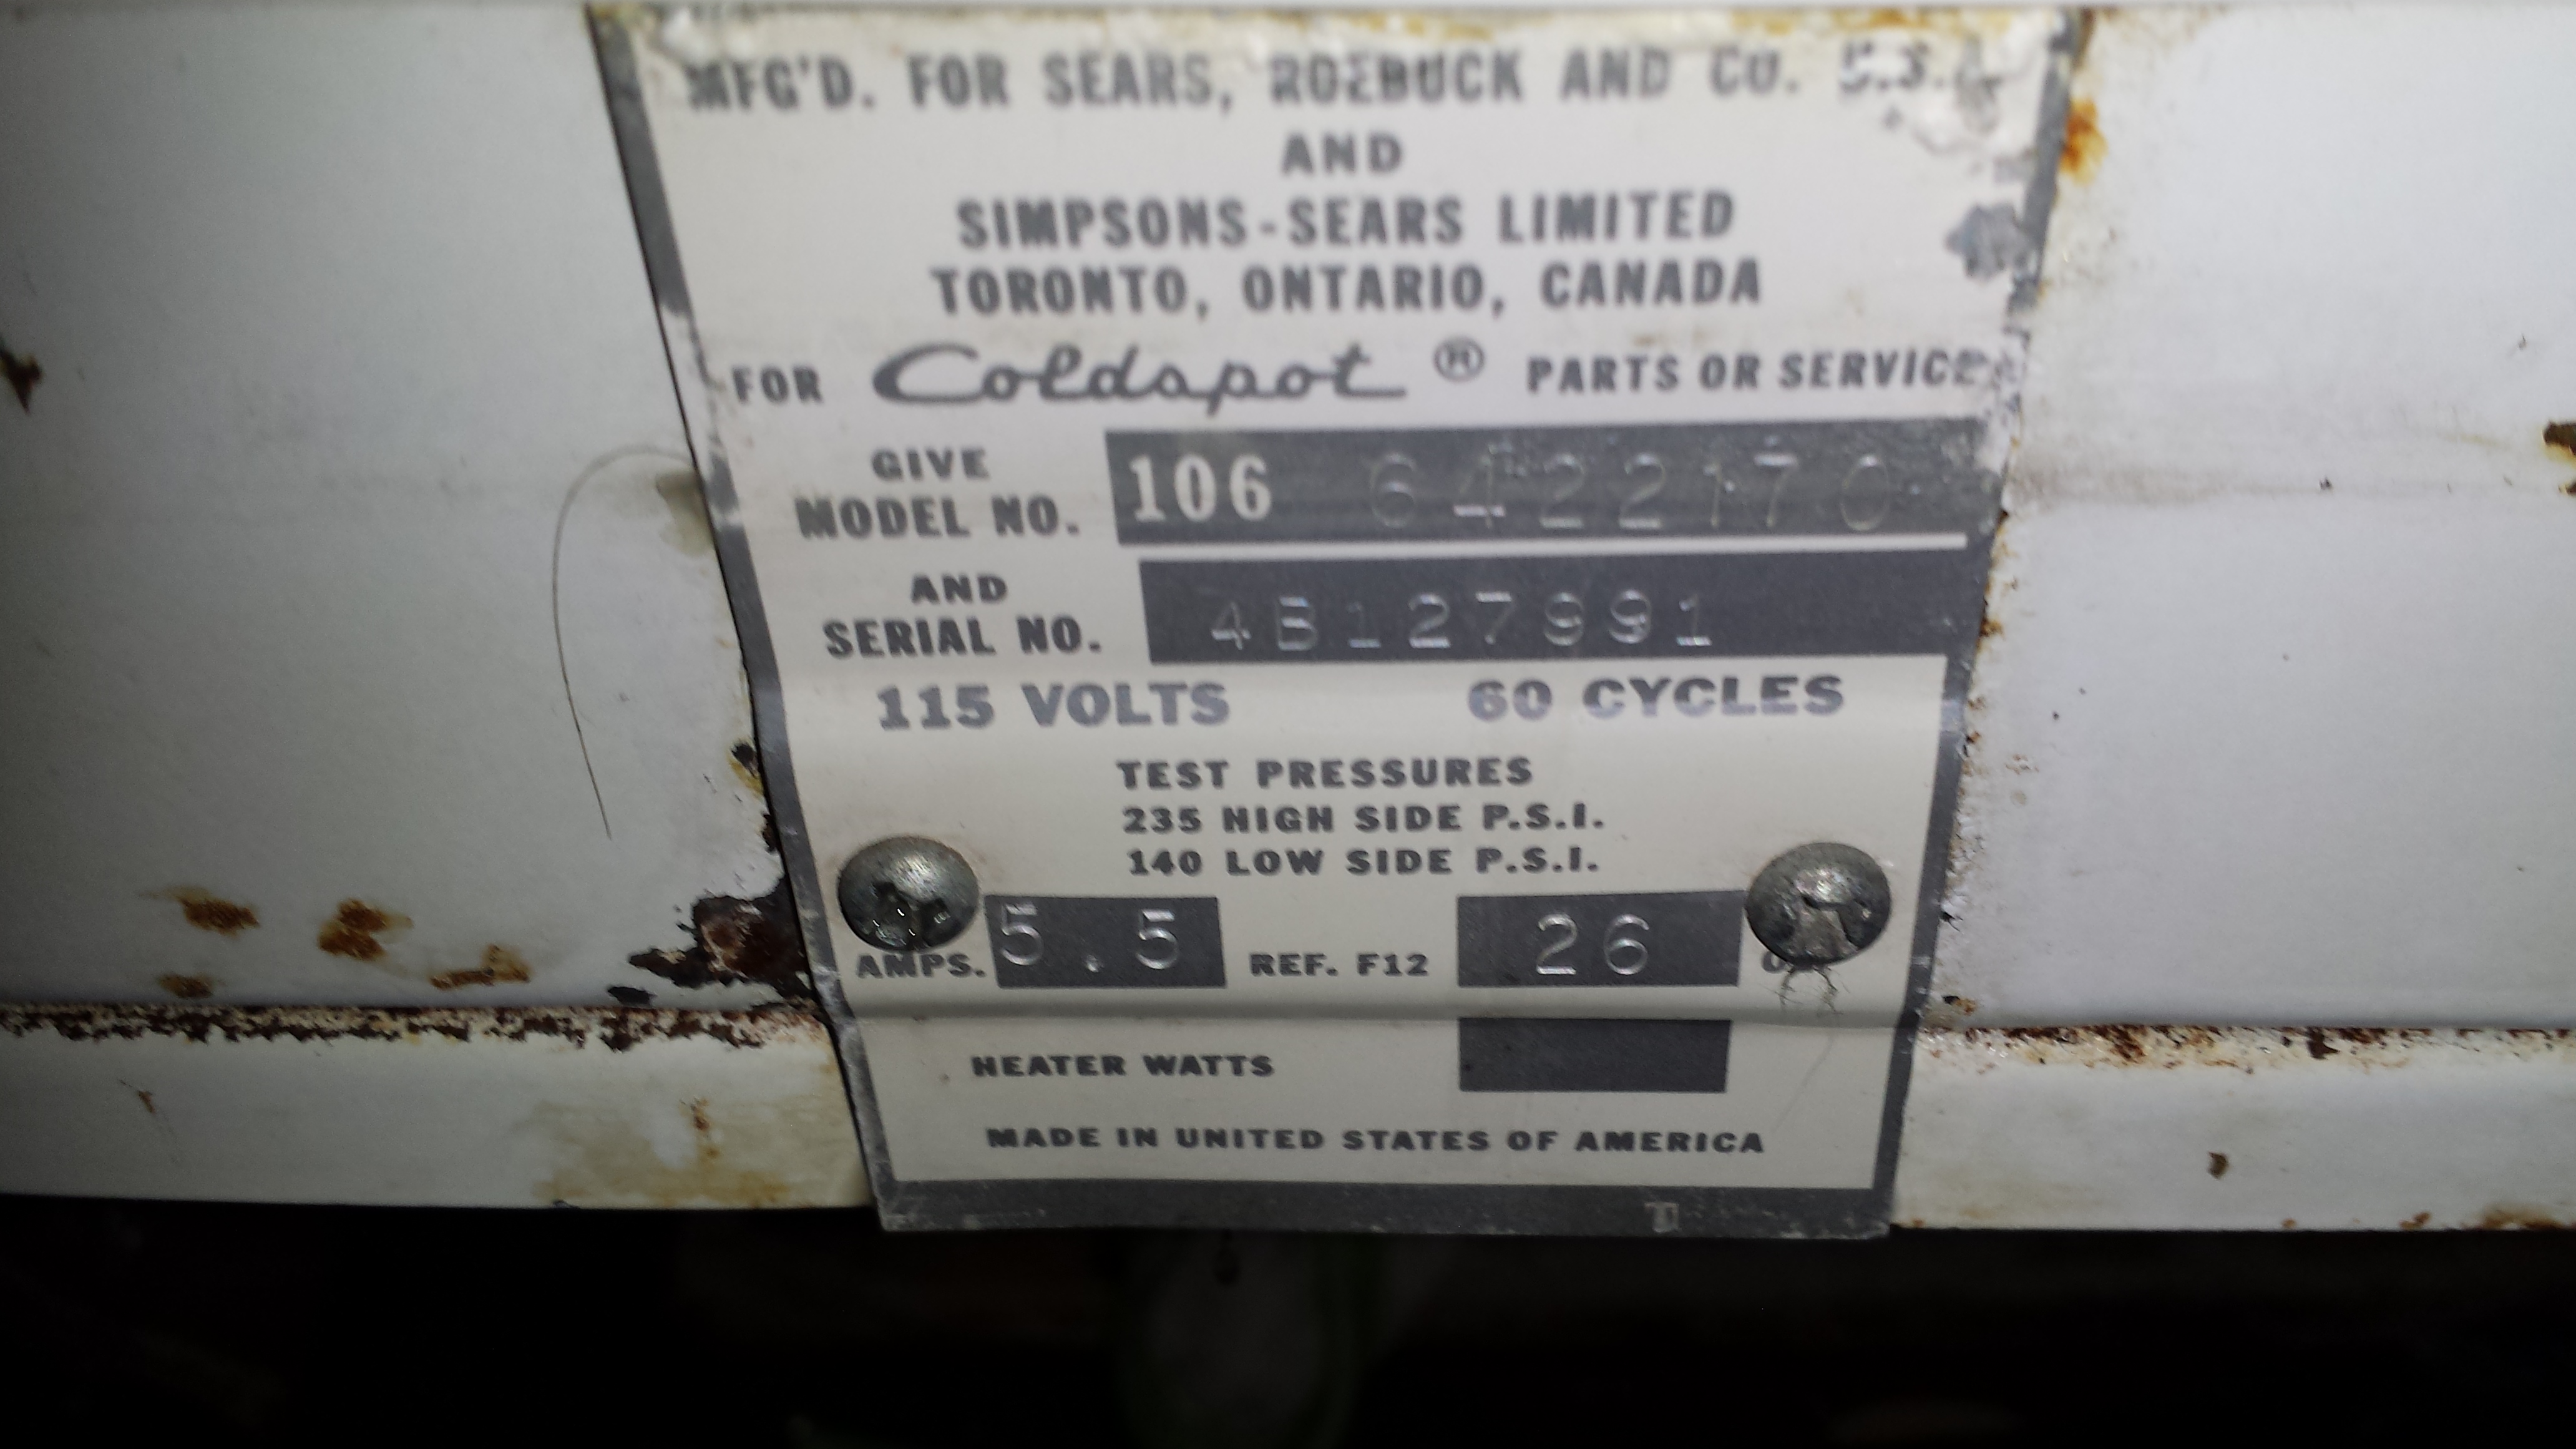 MFG'D. FOR SEARS, ROEBUCK AND CO. U.S.A.
AND
SIMPSONS-SEARS LIMITED
TORONTO, ONTARIO, CANADA
FOR Coldspot ® PARTS OR SERVICE
GIVE MODEL NO. 106 6422170
AND SERIAL NO. 4B127991
115 VOLTS 60 CYCLES
TEST PRESSURES
235 HIGH SIDE P.S.I.
140 LOW SIDE P.S.I.
AMPS. 5.5 REF. F12 26
HEATER WATTS
MADE IN UNITED STATES OF AMERICA